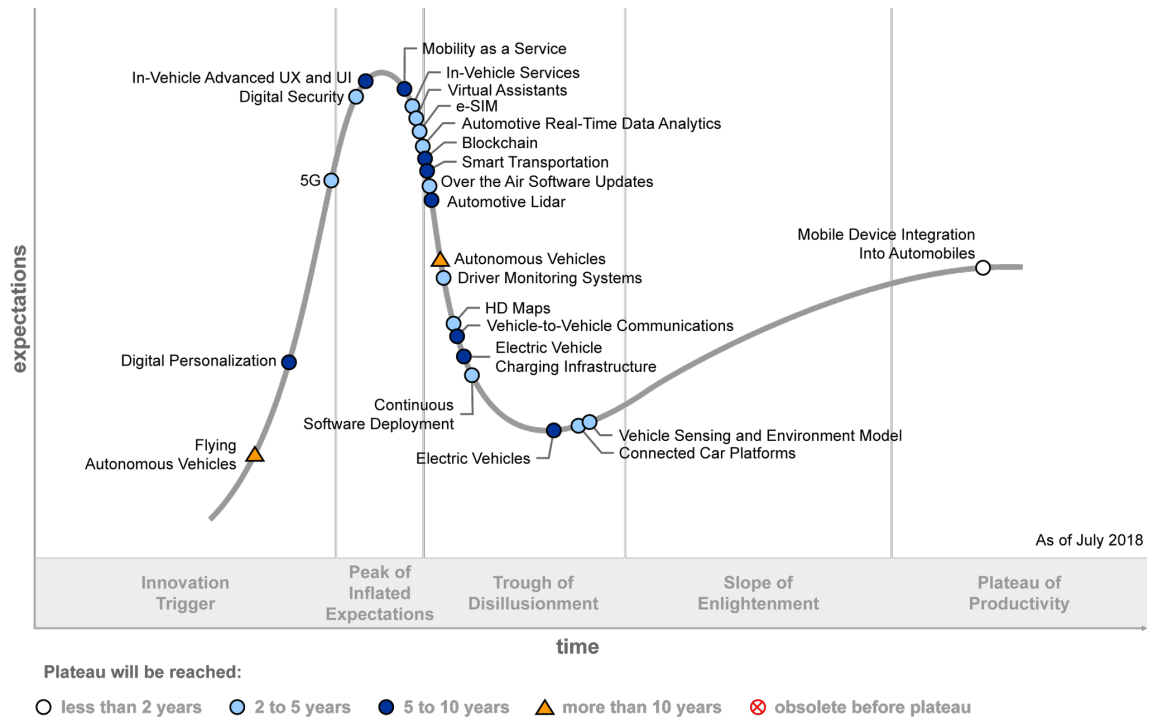 Mobility as a Service
In-Vehicle Advanced UX and UI
In-Vehicle Services
Digital Security
Virtual Assistants
e-SIM
Automotive Real-Time Data Analytics
Blockchain
Smart Transportation
5G
Over the Air Software Updates
Automotive Lidar
Autonomous Vehicles
Driver Monitoring Systems
HD Maps
Vehicle-to-Vehicle Communications
Electric Vehicle
Charging Infrastructure
Digital Personalization
Continuous
Software Deployment
Flying
Autonomous Vehicles
Electric Vehicles
Vehicle Sensing and Environment Model
Connected Car Platforms
Mobile Device Integration
Into Automobiles
expectations
As of July 2018
Innovation
Trigger
Peak of
Inflated
Expectations
Trough of
Disillusionment
Slope of
Enlightenment
Plateau of
Productivity
time
Plateau will be reached:
less than 2 years
2 to 5 years
5 to 10 years
more than 10 years
obsolete before plateau